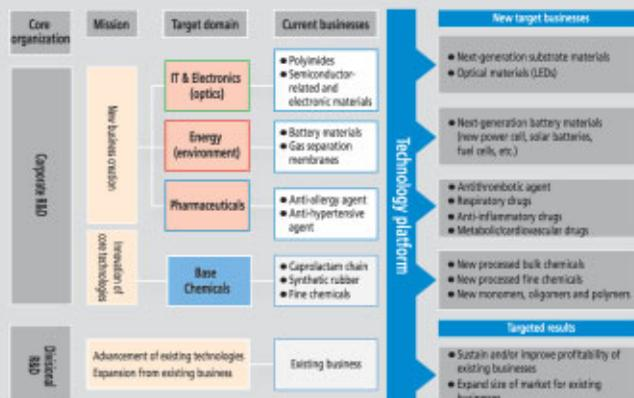 Core
organization
Mission
Target domain
Current businesses
New target businesses
Corporate R&D
New business creation
IT & Electronics
(optics)
● Polyimides
● Semiconductor-
related and
electronic materials
● Next-generation substrate materials
● Optical materials (LEDs)
Energy
(environment)
● Battery materials
● Gas separation
membranes
● Next-generation battery materials
(new power cell, solar batteries,
fuel cells, etc.)
Pharmaceuticals
● Anti-allergy agent
● Anti-hypertensive
agent
● Antithrombotic agent
● Respiratory drugs
● Anti-inflammatory drugs
● Metabolic/cardiovascular drugs
Technology platform
Innovation of
core technologies
Base
Chemicals
● Caprolactam chain
● Synthetic rubber
● Fine chemicals
● New processed bulk chemicals
● New processed fine chemicals
● New monomers, oligomers and polymers
Targeted results
Divisional
R&D
Advancement of existing technologies
Expansion from existing business
Existing business
● Sustain and/or improve profitability of
existing businesses
● Expand size of market for existing